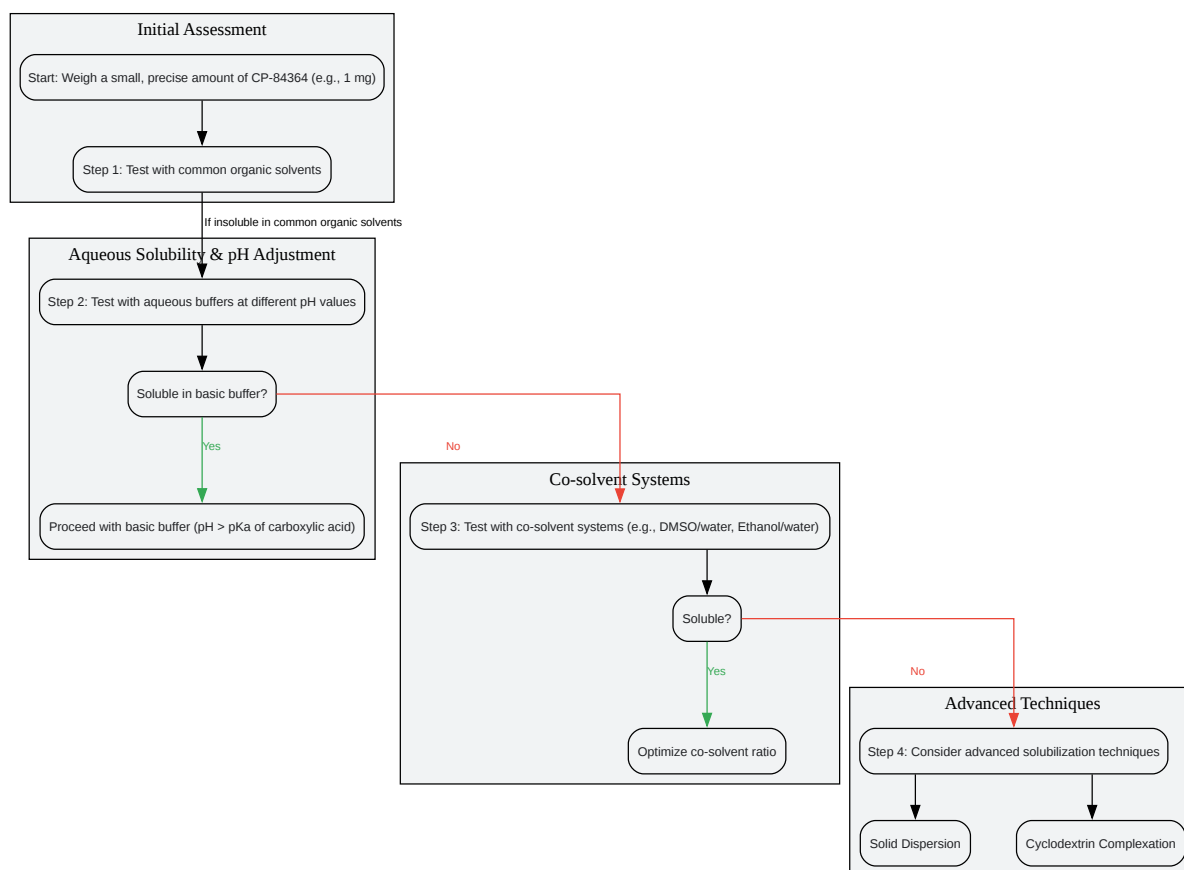 Initial Assessment
Start: Weigh a small, precise amount of CP-84364 (e.g., 1 mg)
Step 1: Test with common organic solvents
If insoluble in common organic solvents
Aqueous Solubility & pH Adjustment
Step 2: Test with aqueous buffers at different pH values
Soluble in basic buffer?
Yes
No
Proceed with basic buffer (pH > pKa of carboxylic acid)
Co-solvent Systems
Step 3: Test with co-solvent systems (e.g., DMSO/water, Ethanol/water)
Soluble?
Yes
No
Optimize co-solvent ratio
Advanced Techniques
Step 4: Consider advanced solubilization techniques
Solid Dispersion
Cyclodextrin Complexation